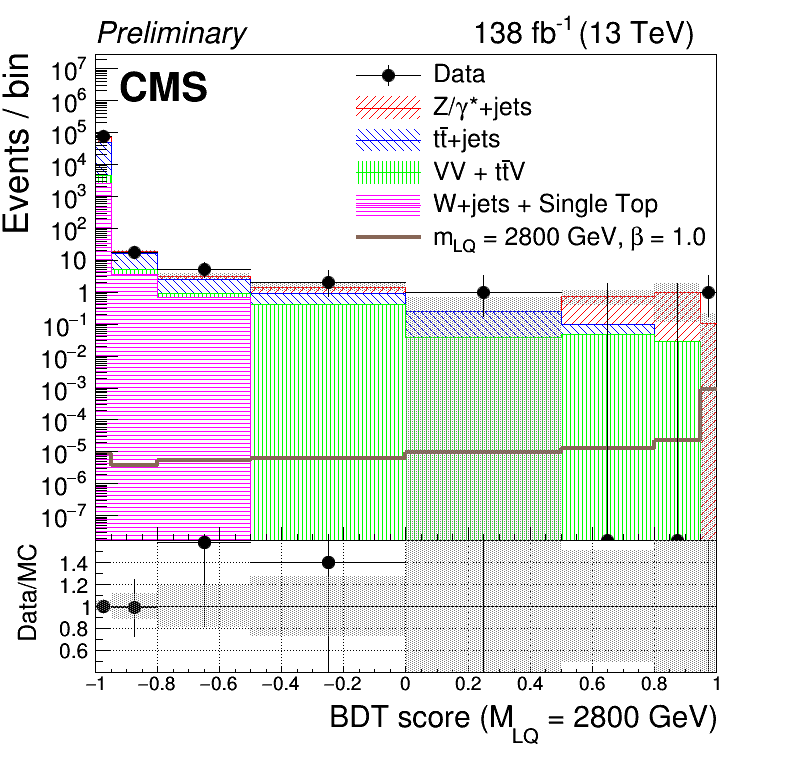 Preliminary 138 fb⁻¹ (13 TeV)
CMS
Events / bin
Data
Z/γ*+jets
tt̄+jets
VV + tt̄V
W+jets + Single Top
m_LQ = 2800 GeV, β = 1.0
10⁷
10⁶
10⁵
10⁴
10³
10²
10
1
10⁻¹
10⁻²
10⁻³
10⁻⁴
10⁻⁵
10⁻⁶
10⁻⁷
Data/MC
1.4
1.2
1
0.8
0.6
−1 −0.8 −0.6 −0.4 −0.2 0 0.2 0.4 0.6 0.8 1
BDT score (M_LQ = 2800 GeV)